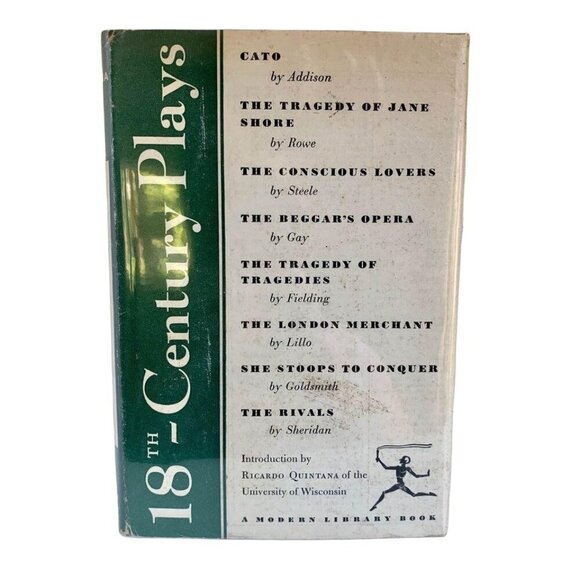 18TH-Century Plays
CATO
by Addison
THE TRAGEDY OF JANE
SHORE
by Rowe
THE CONSCIOUS LOVERS
by Steele
THE BEGGAR'S OPERA
by Gay
THE TRAGEDY OF
TRAGEDIES
by Fielding
THE LONDON MERCHANT
by Lillo
SHE STOOPS TO CONQUER
by Goldsmith
THE RIVALS
by Sheridan
Introduction by
RICARDO QUINTANA of the
University of Wisconsin
A MODERN LIBRARY BOOK